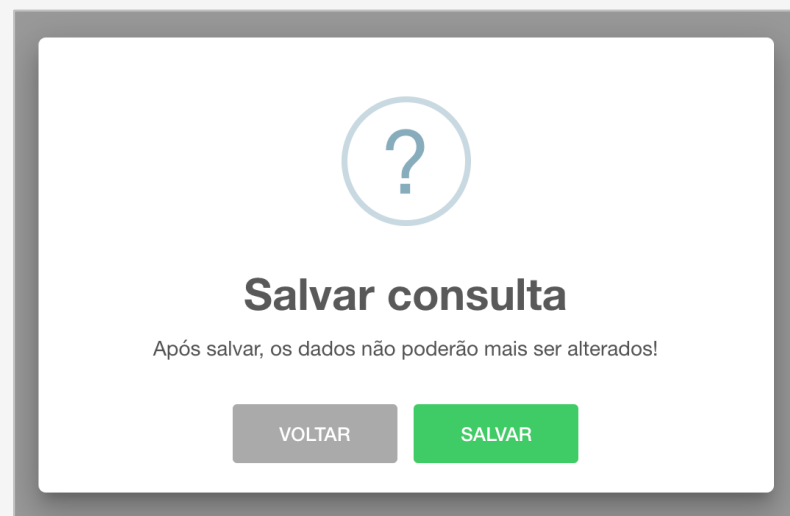 ?
Salvar consulta
Após salvar, os dados não poderão mais ser alterados!
VOLTAR
SALVAR